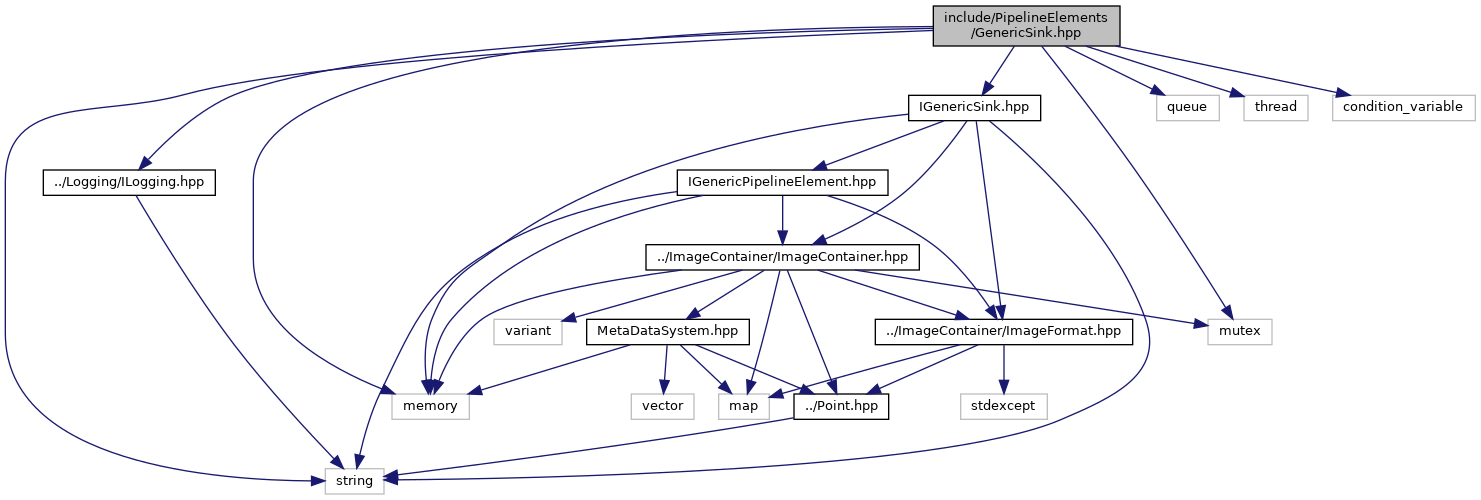 include/PipelineElements
/GenericSink.hpp
IGenericSink.hpp
queue
thread
condition_variable
../Logging/ILogging.hpp
IGenericPipelineElement.hpp
../ImageContainer/ImageContainer.hpp
variant
MetaDataSystem.hpp
../ImageContainer/ImageFormat.hpp
mutex
memory
vector
map
../Point.hpp
stdexcept
string